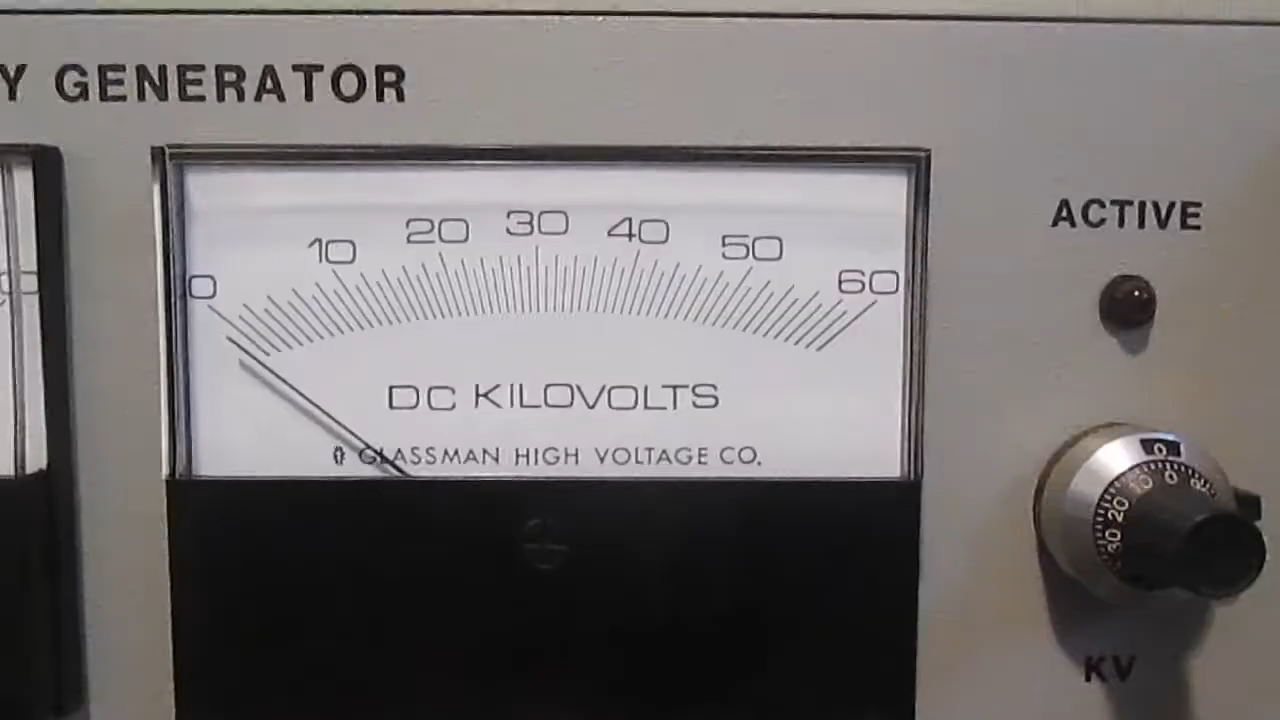 Y GENERATOR
0 10 20 30 40 50 60
DC KILOVOLTS
GLASSMAN HIGH VOLTAGE CO.
ACTIVE
0
30 20 10 0
KV